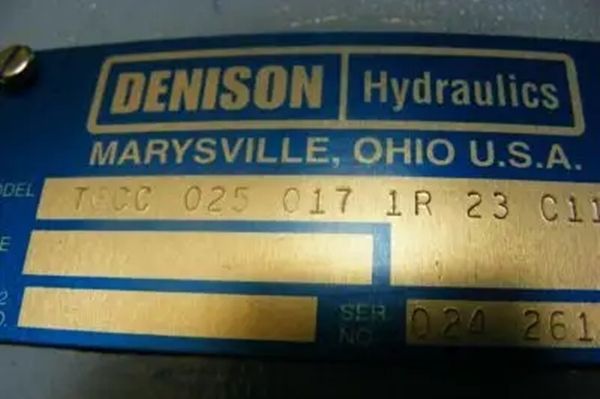 DENISON Hydraulics
MARYSVILLE, OHIO U.S.A.
MODEL T6CC 025 017 1R 23 C11
SER NO. 024 261